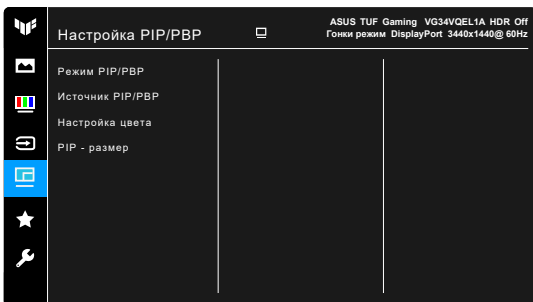 ASUS TUF Gaming VG34VQEL1A HDR Off
Настройка PIP/PBP
Гонки режим DisplayPort 3440x1440@ 60Hz
Режим PIP/PBP
Источник PIP/PBP
Настройка цвета
PIP - размер